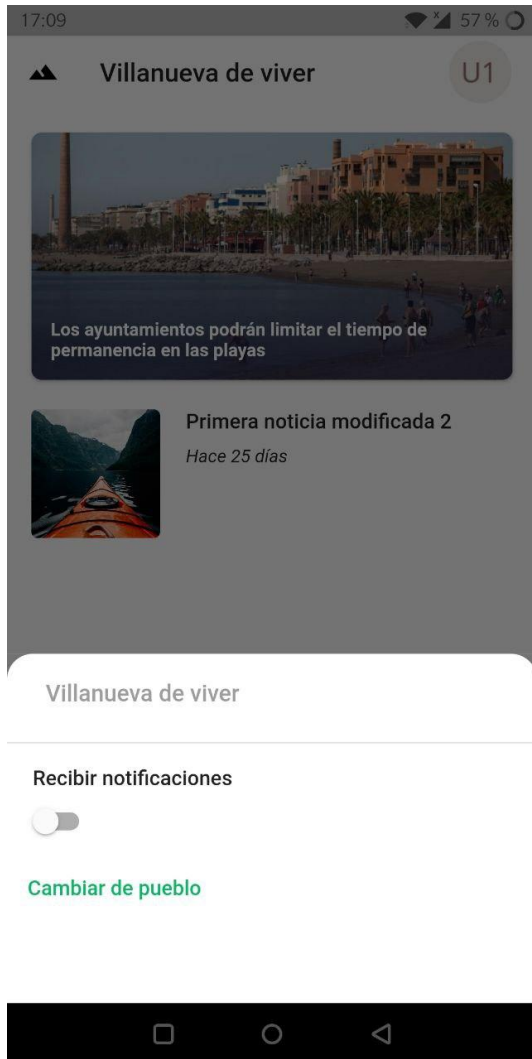 17:09
x
57 %
Villanueva de viver
U1
Los ayuntamientos podrán limitar el tiempo de
permanencia en las playas
Primera noticia modificada 2
Hace 25 días
Villanueva de viver
Recibir notificaciones
Cambiar de pueblo